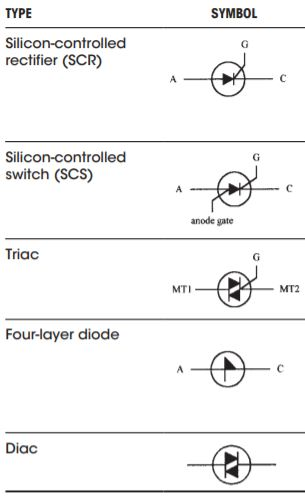 TYPE SYMBOL
Silicon-controlled
rectifier (SCR)
G
A C
Silicon-controlled
switch (SCS)
G
A C
anode gate
Triac
G
MT1 MT2
Four-layer diode
A C
Diac